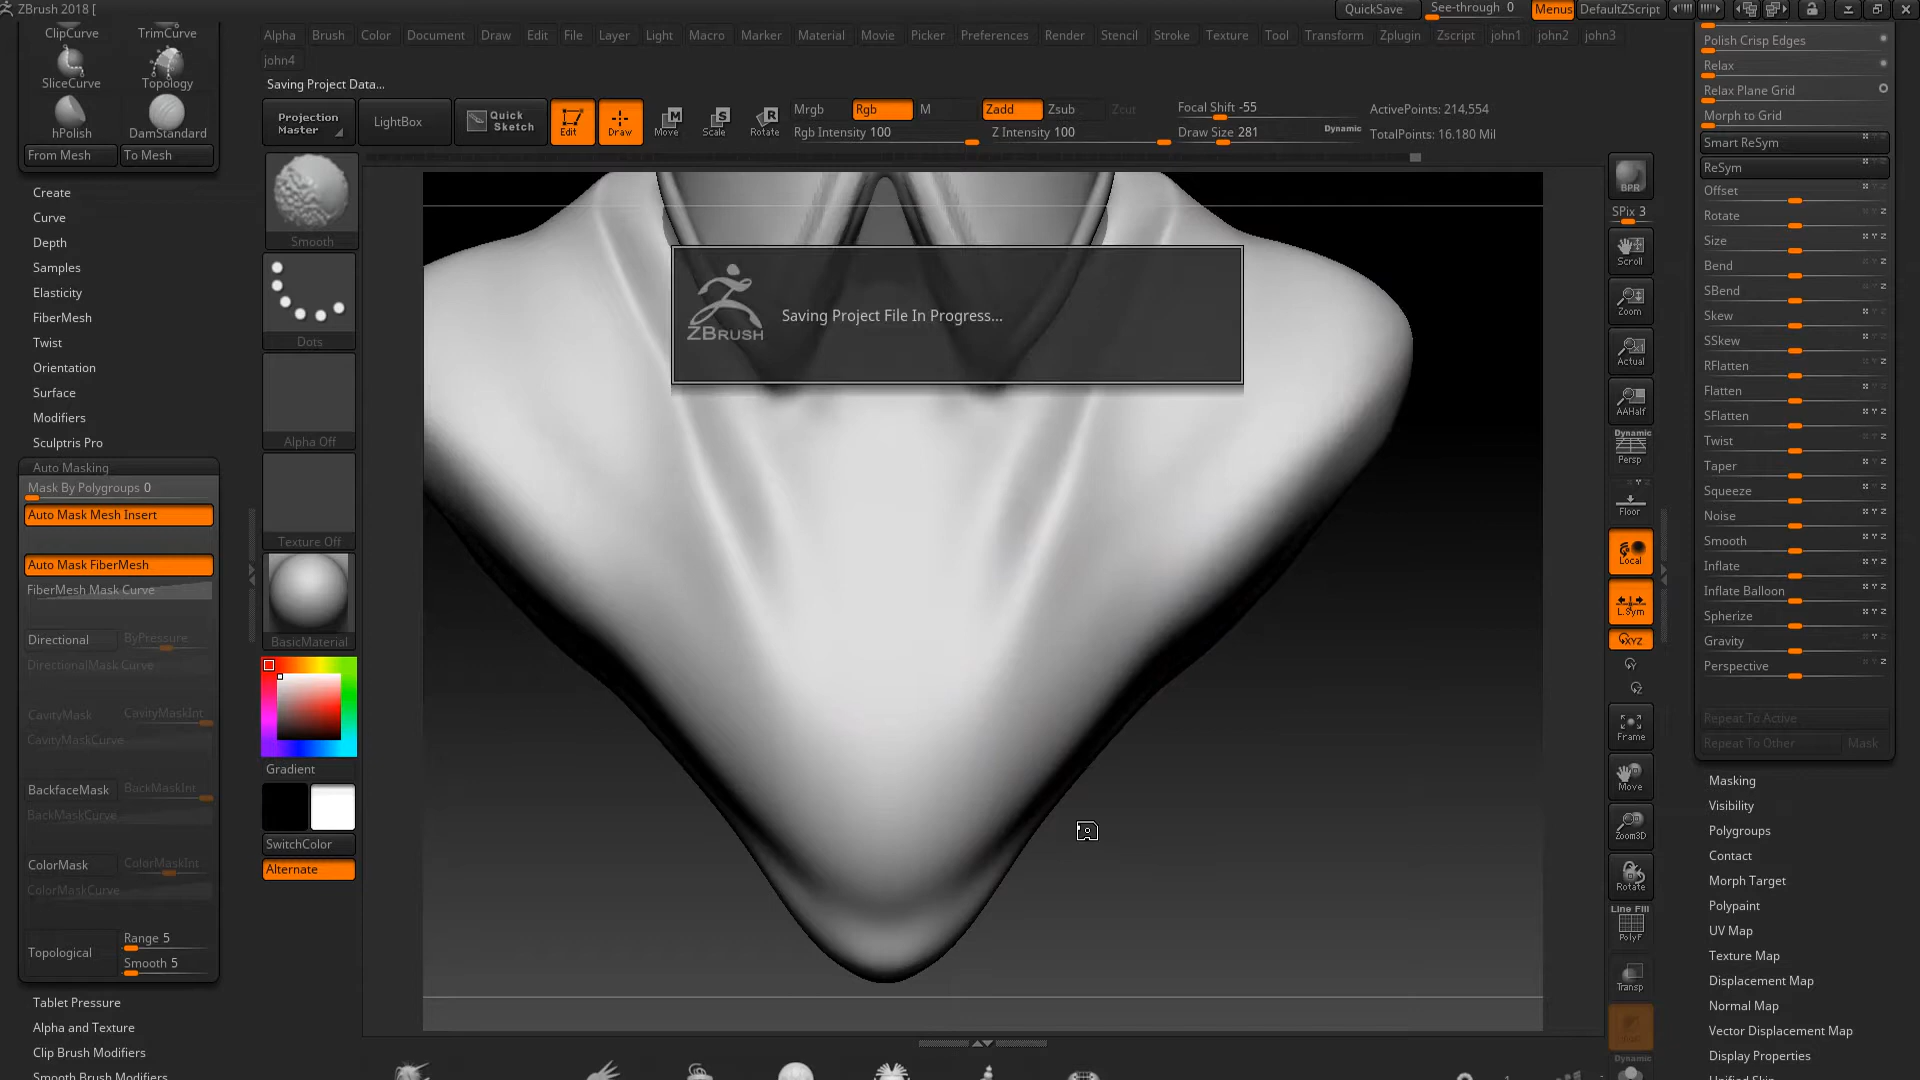 ZBrush 2018 [
QuickSave
See-through 0
Menus
DefaultZScript
Alpha Brush Color Document Draw Edit File Layer Light Macro Marker Material Movie Picker Preferences Render Stencil Stroke Texture Tool Transform Zplugin Zscript john1 john2 john3
john4
Saving Project Data...
ClipCurve TrimCurve
SliceCurve Topology
hPolish DamStandard
From Mesh To Mesh
Create
Curve
Depth
Samples
Elasticity
FiberMesh
Twist
Orientation
Surface
Modifiers
Sculptris Pro
Auto Masking
Mask By Polygroups 0
Auto Mask Mesh Insert
Auto Mask FiberMesh
FiberMesh Mask Curve
Directional ByPressure
DirectionalMask Curve
CavityMask CavityMaskInt
CavityMaskCurve
BackfaceMask BackMaskInt
BackMaskCurve
ColorMask ColorMaskInt
ColorMaskCurve
Topological
Range 5
Smooth 5
Tablet Pressure
Alpha and Texture
Clip Brush Modifiers
Smooth Brush Modifiers
Projection
Master
LightBox
Quick
Sketch
Edit
Draw
Move
Scale
Rotate
Mrgb Rgb M
Rgb Intensity 100
Zadd Zsub Zcut
Z Intensity 100
Focal Shift -55
Draw Size 281
Dynamic
ActivePoints: 214,554
TotalPoints: 16.180 Mil
Smooth
Dots
Alpha Off
Texture Off
BasicMaterial
Gradient
SwitchColor
Alternate
ZBRUSH
Saving Project File In Progress...
BPR
SPix 3
Scroll
Zoom
Actual
AAHalf
Dynamic
Persp
Floor
Local
L.Sym
XYZ
Frame
Move
Zoom3D
Rotate
Line Fill
PolyF
Transp
Dynamic
Polish Crisp Edges
Relax
Relax Plane Grid
Morph to Grid
Smart ReSym
ReSym
Offset
Rotate
Size
Bend
SBend
Skew
SSkew
RFlatten
Flatten
SFlatten
Twist
Taper
Squeeze
Noise
Smooth
Inflate
Inflate Balloon
Spherize
Gravity
Perspective
Repeat To Active
Repeat To Other Mask
Masking
Visibility
Polygroups
Contact
Morph Target
Polypaint
UV Map
Texture Map
Displacement Map
Normal Map
Vector Displacement Map
Display Properties
Unified Skin